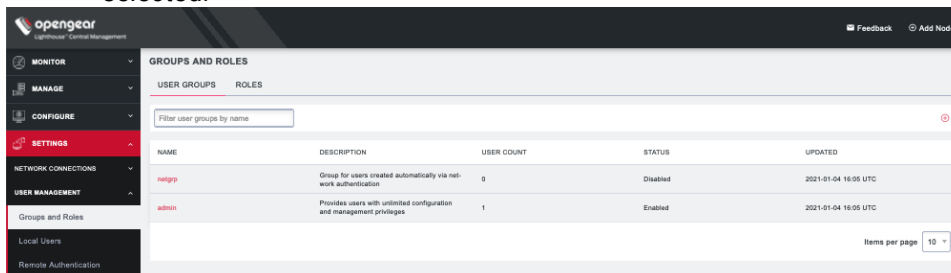 selected.
opengear
Lighthouse™ Central Management
Feedback
Add Nod
MONITOR
MANAGE
CONFIGURE
SETTINGS
NETWORK CONNECTIONS
USER MANAGEMENT
Groups and Roles
Local Users
Remote Authentication
GROUPS AND ROLES
USER GROUPS ROLES
Filter user groups by name
NAME DESCRIPTION USER COUNT STATUS UPDATED
netgrp Group for users created automatically via net-
work authentication 0 Disabled 2021-01-04 16:05 UTC
admin Provides users with unlimited configuration
and management privileges 1 Enabled 2021-01-04 16:05 UTC
Items per page 10